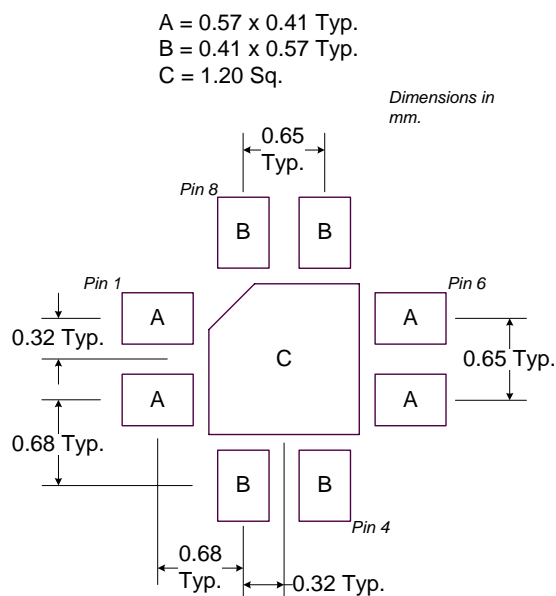 A = 0.57 x 0.41 Typ.
B = 0.41 x 0.57 Typ.
C = 1.20 Sq.
Dimensions in
mm.
0.65
Typ.
Pin 8
B
B
Pin 1
Pin 6
A
A
0.32 Typ.
C
0.65 Typ.
A
A
0.68 Typ.
B
B
Pin 4
0.68
Typ.
0.32 Typ.